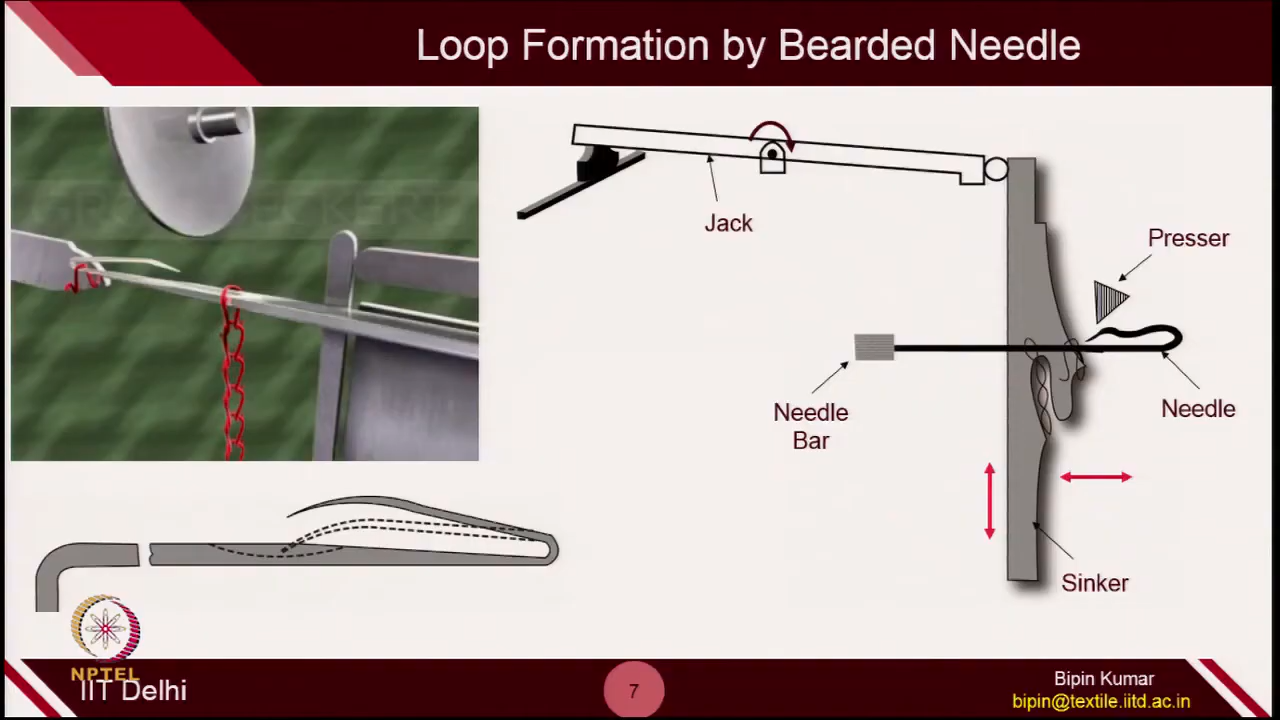 Loop Formation by Bearded Needle
Jack
Presser
Needle
Bar
Needle
Sinker
NPTEL
IIT Delhi
7
Bipin Kumar
bipin@textile.iitd.ac.in